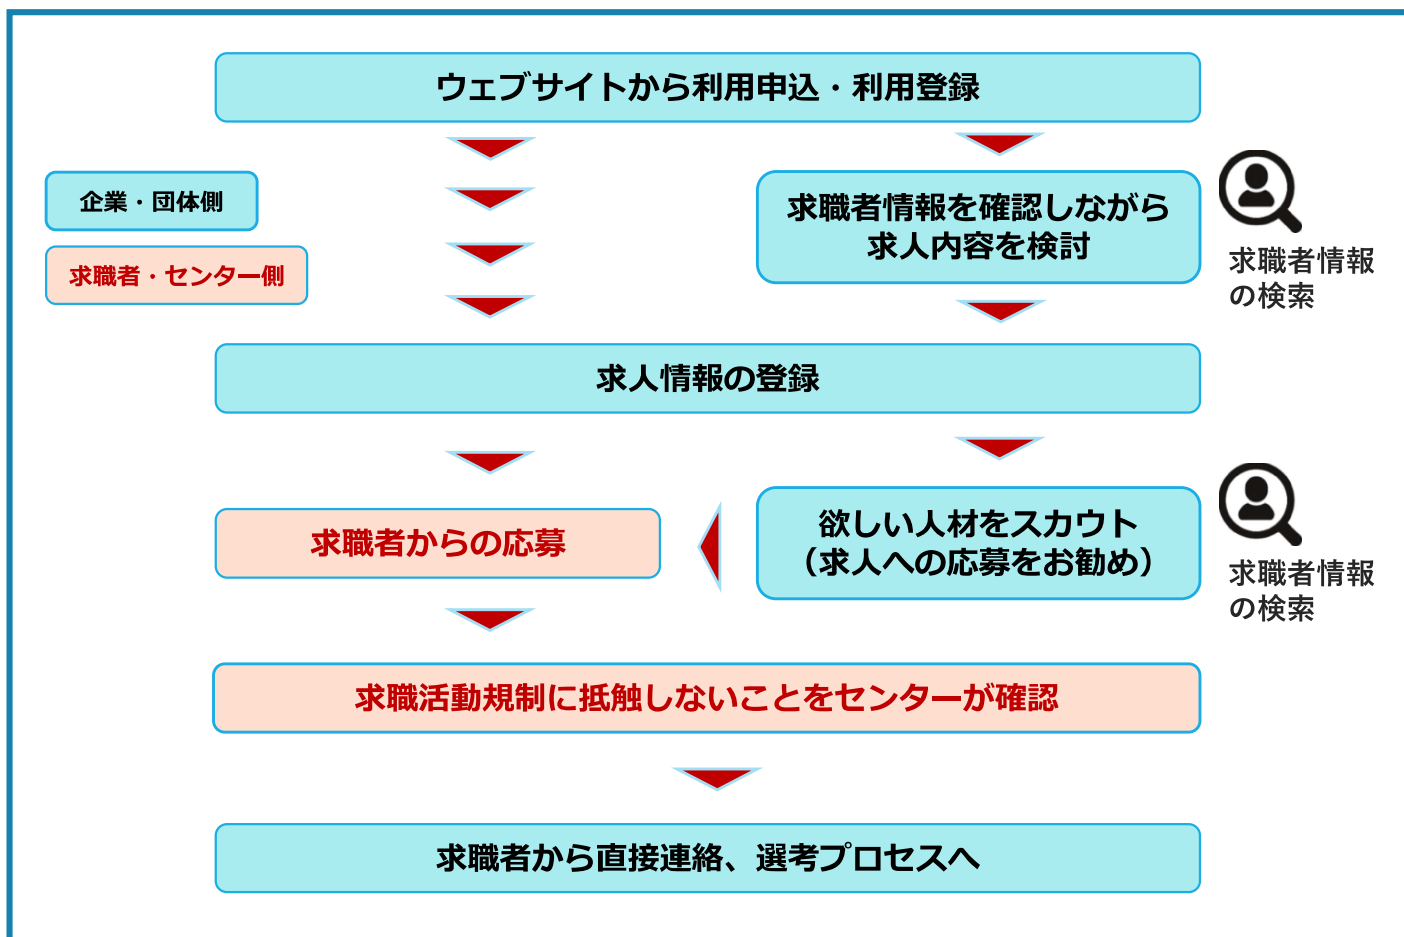 ウェブサイトから利用申込・利用登録
企業・団体側
求職者・センター側
求職者情報を確認しながら
求人内容を検討
求職者情報
の検索
求人情報の登録
求職者からの応募
欲しい人材をスカウト
（求人への応募をお勧め）
求職者情報
の検索
求職活動規制に抵触しないことをセンターが確認
求職者から直接連絡、選考プロセスへ